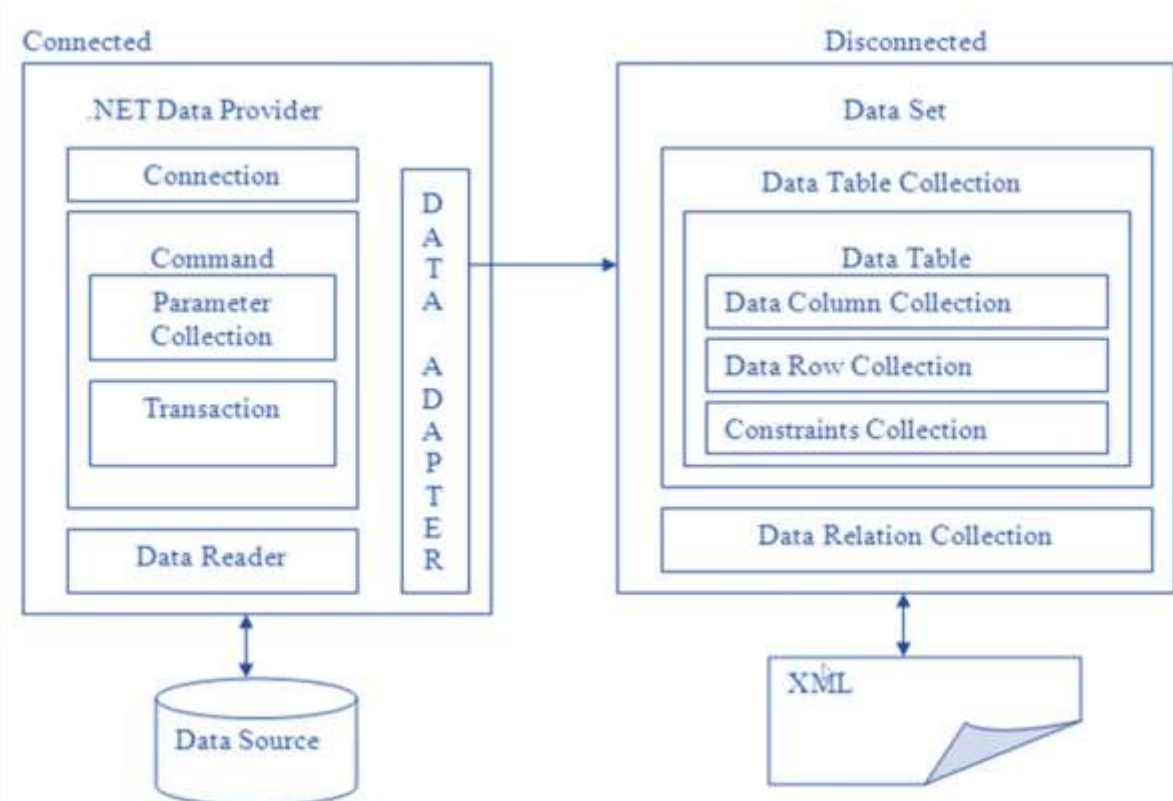 Connected
Disconnected
.NET Data Provider
Connection
Command
Parameter
Collection
Transaction
Data Reader
D
A
T
A
A
D
A
P
T
E
R
Data Source
Data Set
Data Table Collection
Data Table
Data Column Collection
Data Row Collection
Constraints Collection
Data Relation Collection
XML